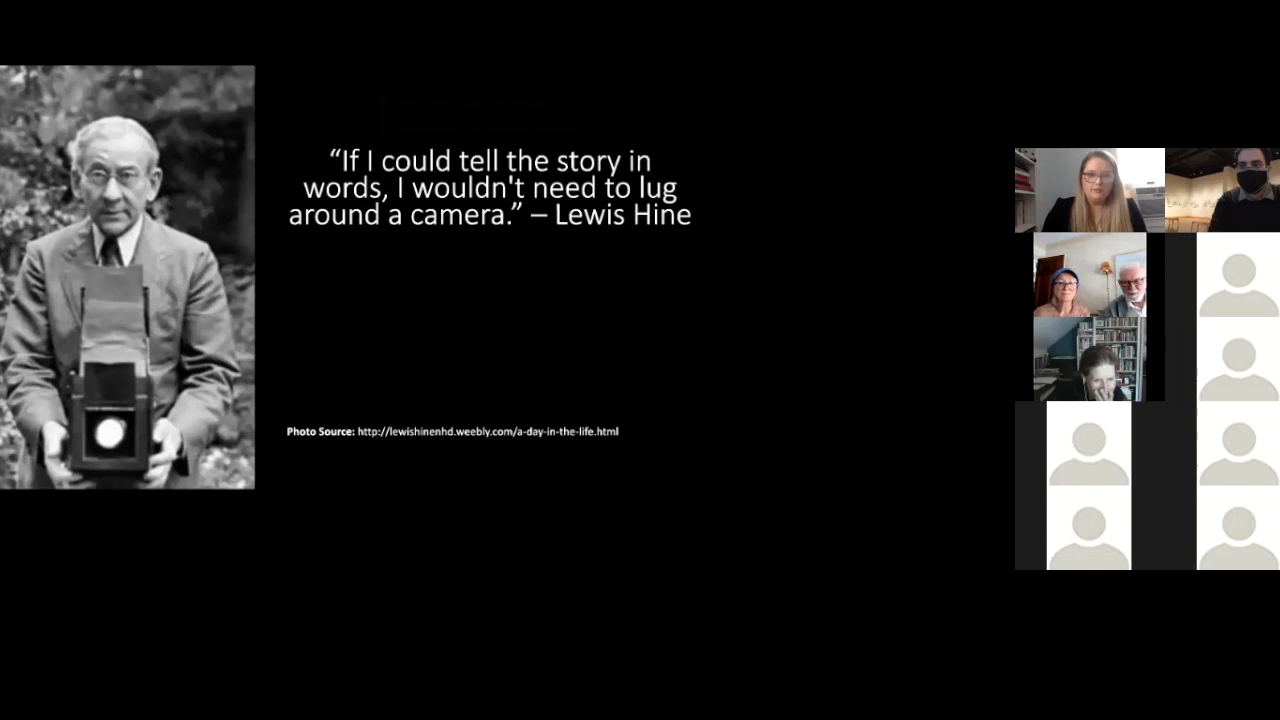 “If I could tell the story in
words, I wouldn't need to lug
around a camera.” – Lewis Hine
Photo Source: http://lewishinenhd.weebly.com/a-day-in-the-life.html